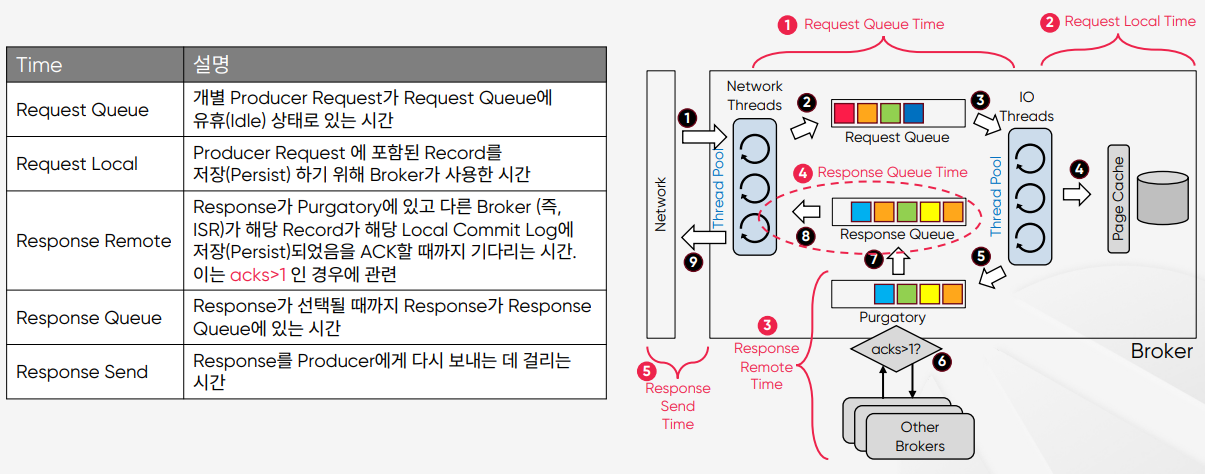 Time
설명
Request Queue
개별 Producer Request가 Request Queue에
유휴(Idle) 상태로 있는 시간
Request Local
Producer Request 에 포함된 Record를
저장(Persist) 하기 위해 Broker가 사용한 시간
Response Remote
Response가 Purgatory에 있고 다른 Broker (즉,
ISR)가 해당 Record가 해당 Local Commit Log에
저장(Persist)되었음을 ACK할 때까지 기다리는 시간.
이는 acks>1 인 경우에 관련
Response Queue
Response가 선택될 때까지 Response가 Response
Queue에 있는 시간
Response Send
Response를 Producer에게 다시 보내는 데 걸리는
시간
1 Request Queue Time
2 Request Local Time
Network
Threads
IO
Threads
1
2
3
Request Queue
Network
Thread Pool
4 Response Queue Time
Thread Pool
4
Page Cache
Response Queue
8
9
7
5
Purgatory
3
Response
Remote
Time
acks>1?
6
Broker
5
Response
Send
Time
Other
Brokers